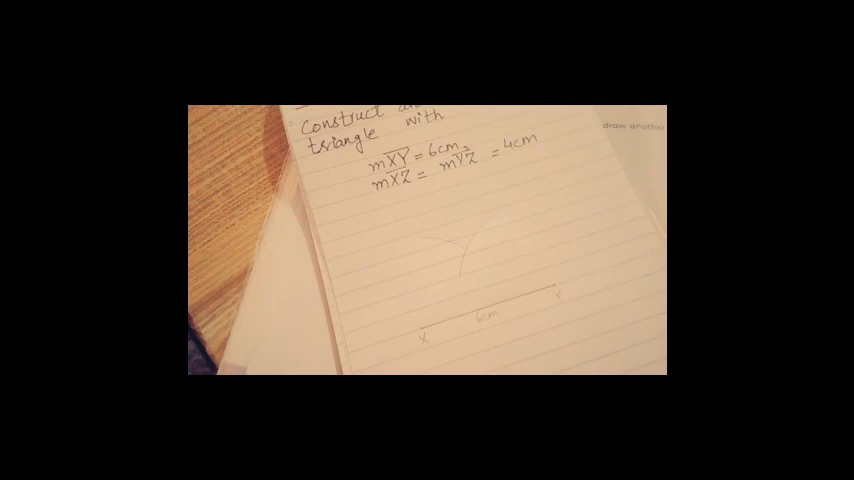 Construct
triangle with
mXY = 6cm,
mXZ = mYZ = 4cm
draw another
X 6cm Y